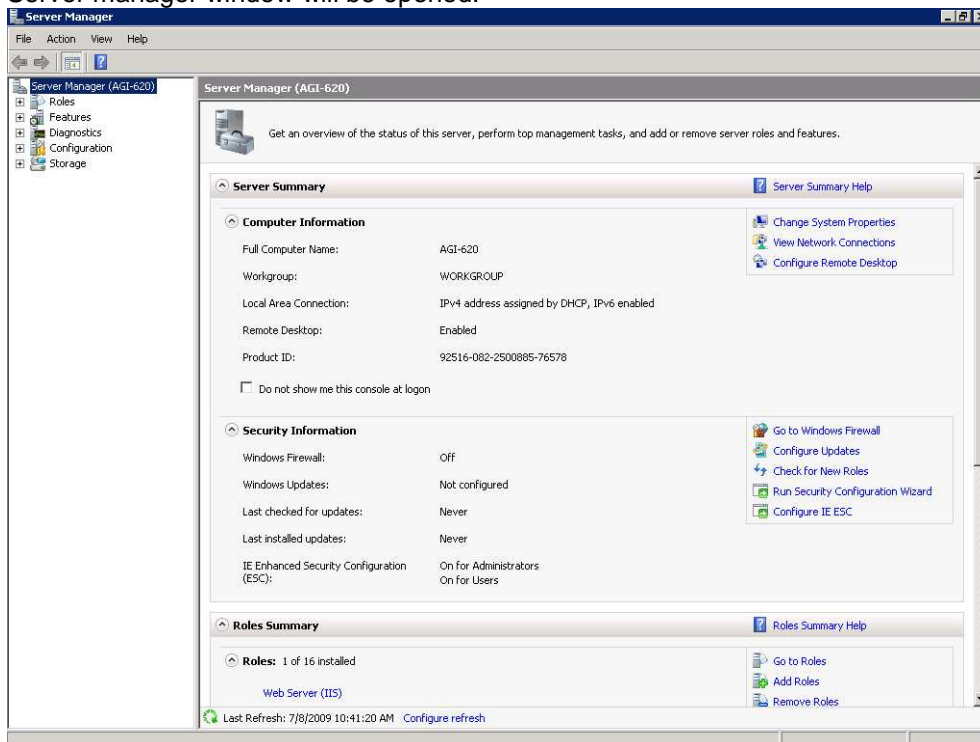 Server manager window will be opened.
Server Manager
File Action View Help
Server Manager (AGI-620)
Roles
Features
Diagnostics
Configuration
Storage
Server Manager (AGI-620)
Get an overview of the status of this server, perform top management tasks, and add or remove server roles and features.
Server Summary
Server Summary Help
Computer Information
Full Computer Name: AGI-620
Workgroup: WORKGROUP
Local Area Connection: IPv4 address assigned by DHCP, IPv6 enabled
Remote Desktop: Enabled
Product ID: 92516-082-2500885-76578
Do not show me this console at logon
Change System Properties
View Network Connections
Configure Remote Desktop
Security Information
Windows Firewall: Off
Windows Updates: Not configured
Last checked for updates: Never
Last installed updates: Never
IE Enhanced Security Configuration On for Administrators
(ESC): On for Users
Go to Windows Firewall
Configure Updates
Check for New Roles
Run Security Configuration Wizard
Configure IE ESC
Roles Summary
Roles Summary Help
Roles: 1 of 16 installed
Web Server (IIS)
Go to Roles
Add Roles
Remove Roles
Last Refresh: 7/8/2009 10:41:20 AM Configure refresh